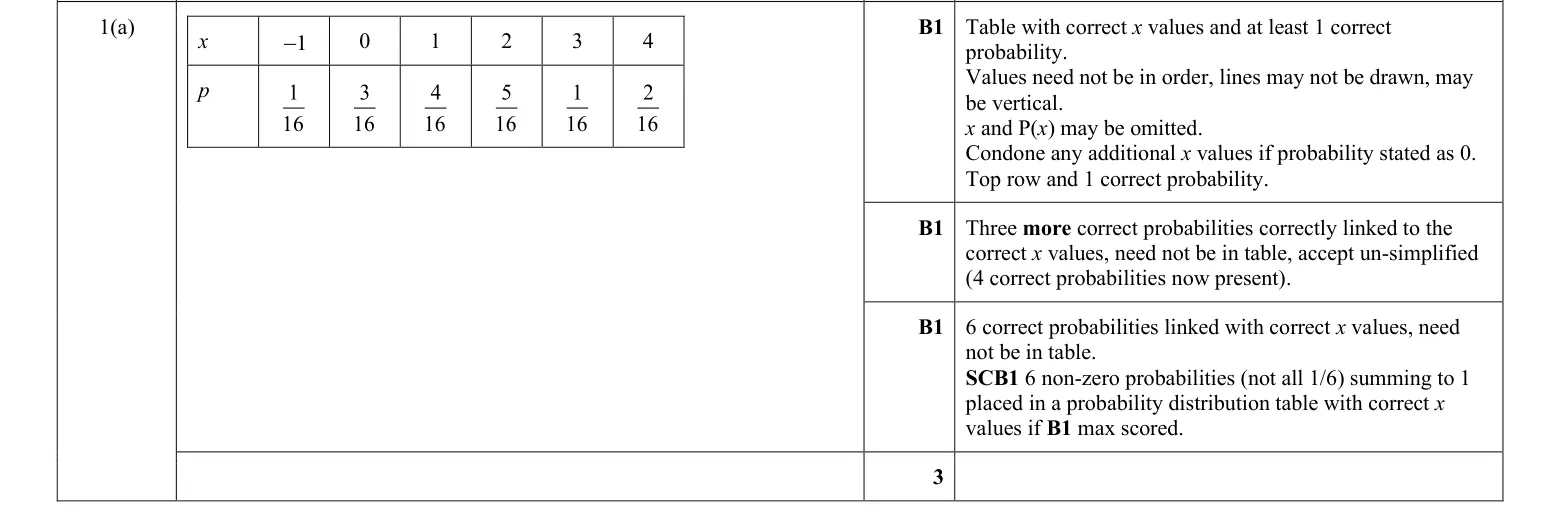 1(a)
x –1 0 1 2 3 4
p 1/16 3/16 4/16 5/16 1/16 2/16
B1 Table with correct x values and at least 1 correct
probability.
Values need not be in order, lines may not be drawn, may
be vertical.
x and P(x) may be omitted.
Condone any additional x values if probability stated as 0.
Top row and 1 correct probability.
B1 Three more correct probabilities correctly linked to the
correct x values, need not be in table, accept un-simplified
(4 correct probabilities now present).
B1 6 correct probabilities linked with correct x values, need
not be in table.
SCB1 6 non-zero probabilities (not all 1/6) summing to 1
placed in a probability distribution table with correct x
values if B1 max scored.
3